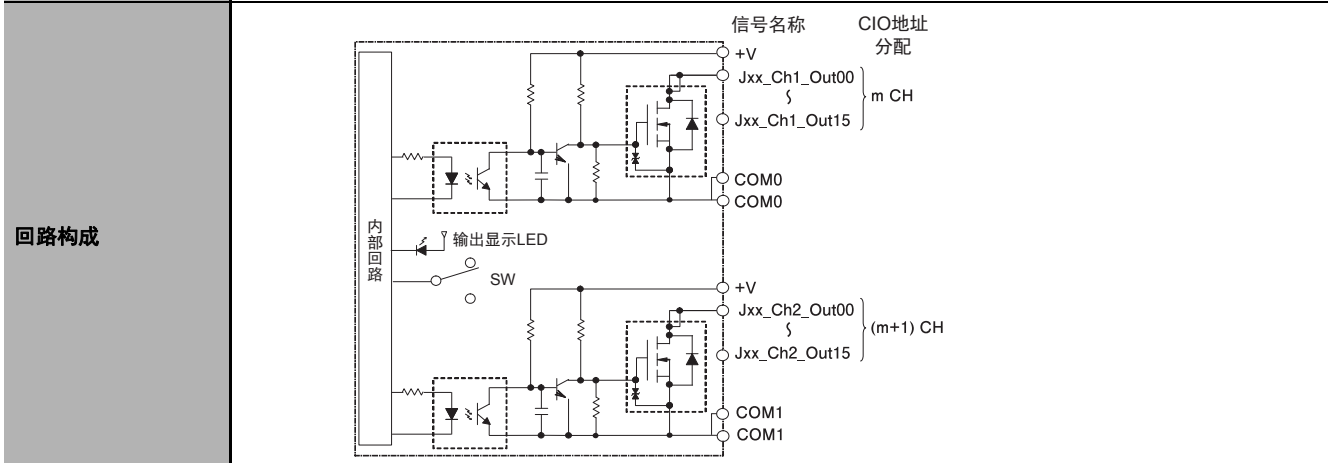 信号名称
CIO地址
分配
+V
Jxx_Ch1_Out00
~
Jxx_Ch1_Out15
m CH
COM0
COM0
回路构成
内部回路
输出显示LED
SW
+V
Jxx_Ch2_Out00
~
Jxx_Ch2_Out15
(m+1) CH
COM1
COM1